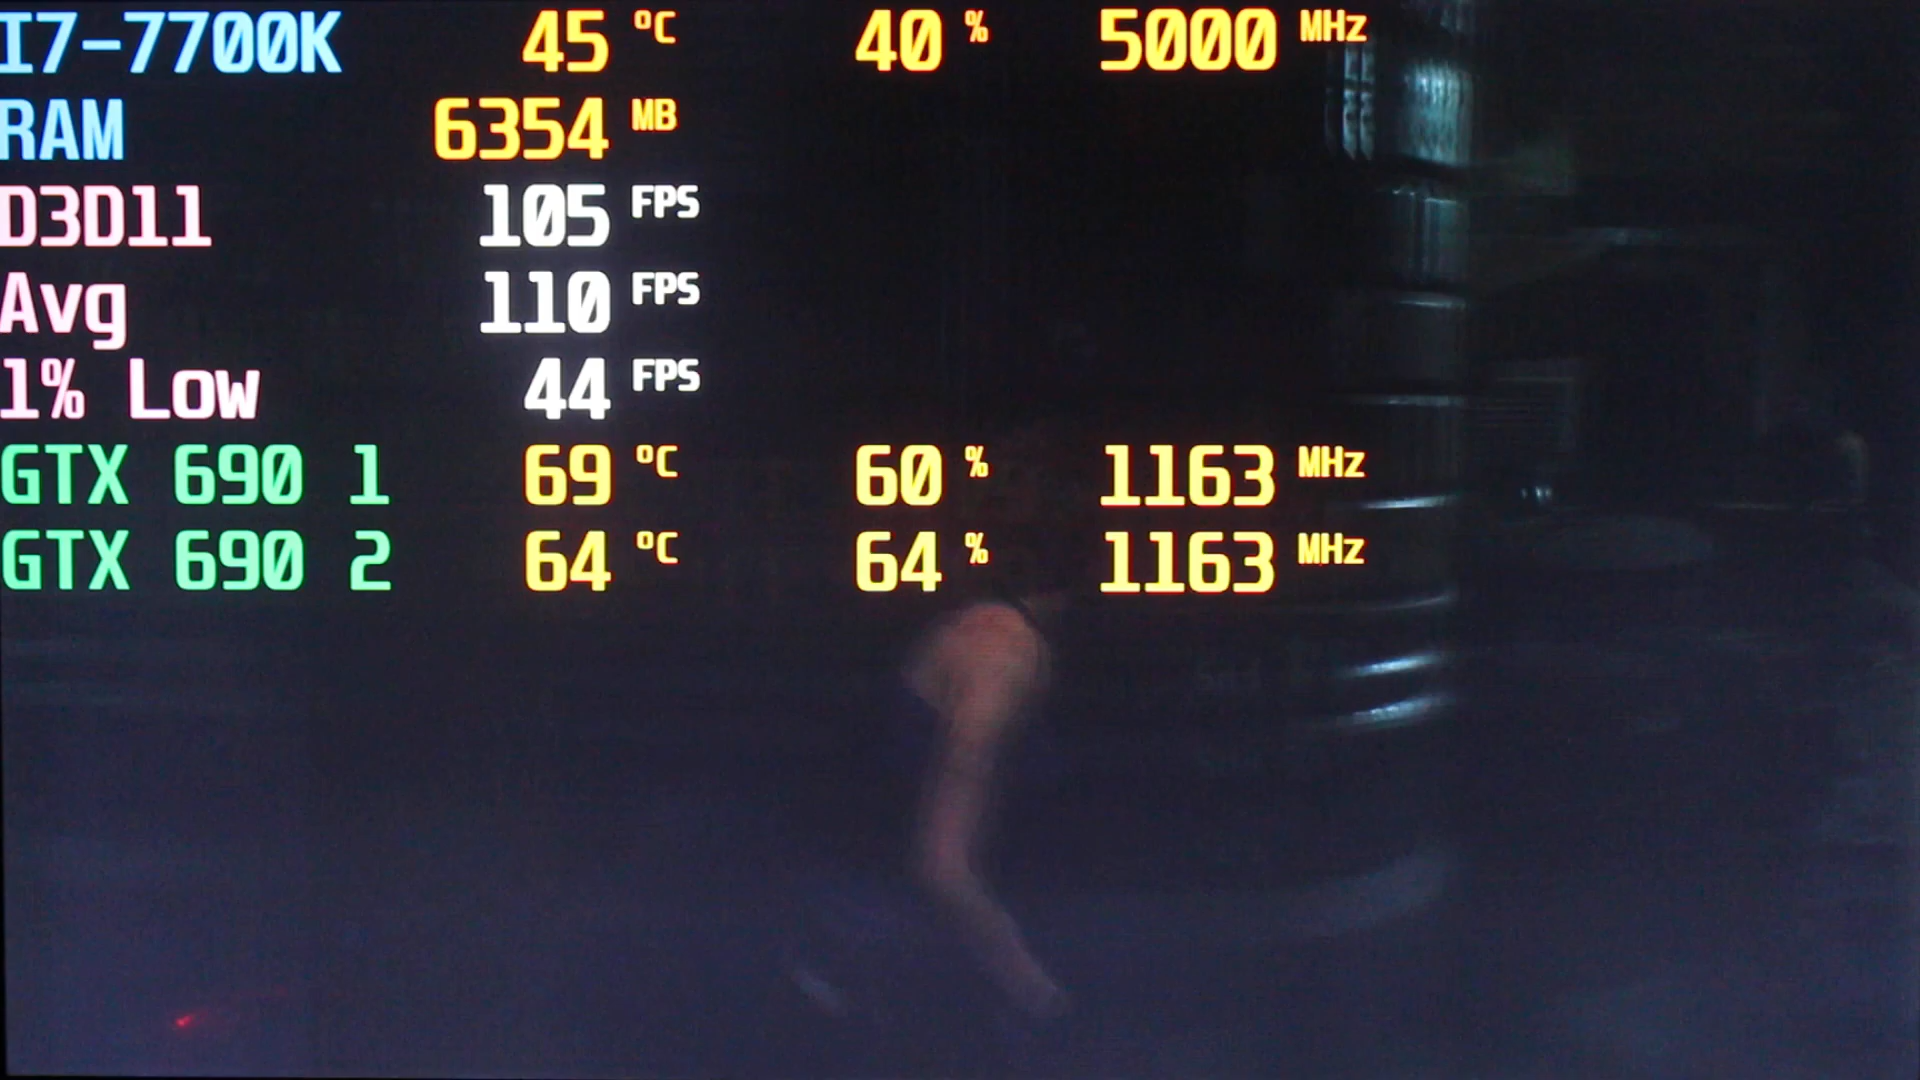 I7-7700K 45 °C 40 % 5000 MHz
RAM 6354 MB
D3D11 105 FPS
Avg 110 FPS
1% Low 44 FPS
GTX 690 1 69 °C 60 % 1163 MHz
GTX 690 2 64 °C 64 % 1163 MHz